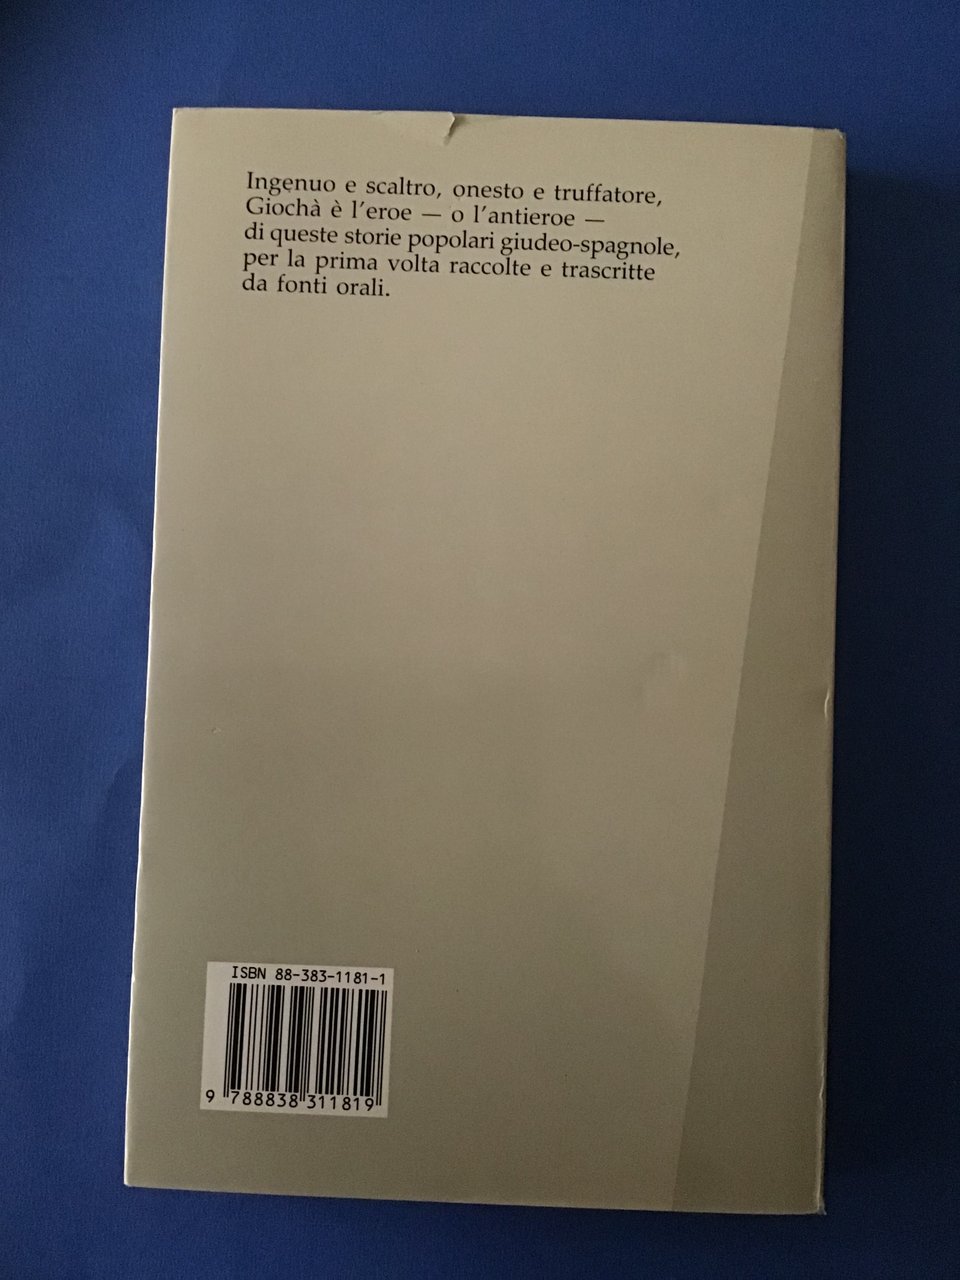 Ingenuo e scaltro, onesto e truffatore,
Giochà è l'eroe — o l'antieroe —
di queste storie popolari giudeo-spagnole,
per la prima volta raccolte e trascritte
da fonti orali.
ISBN 88-383-1181-1
9 788838 311819